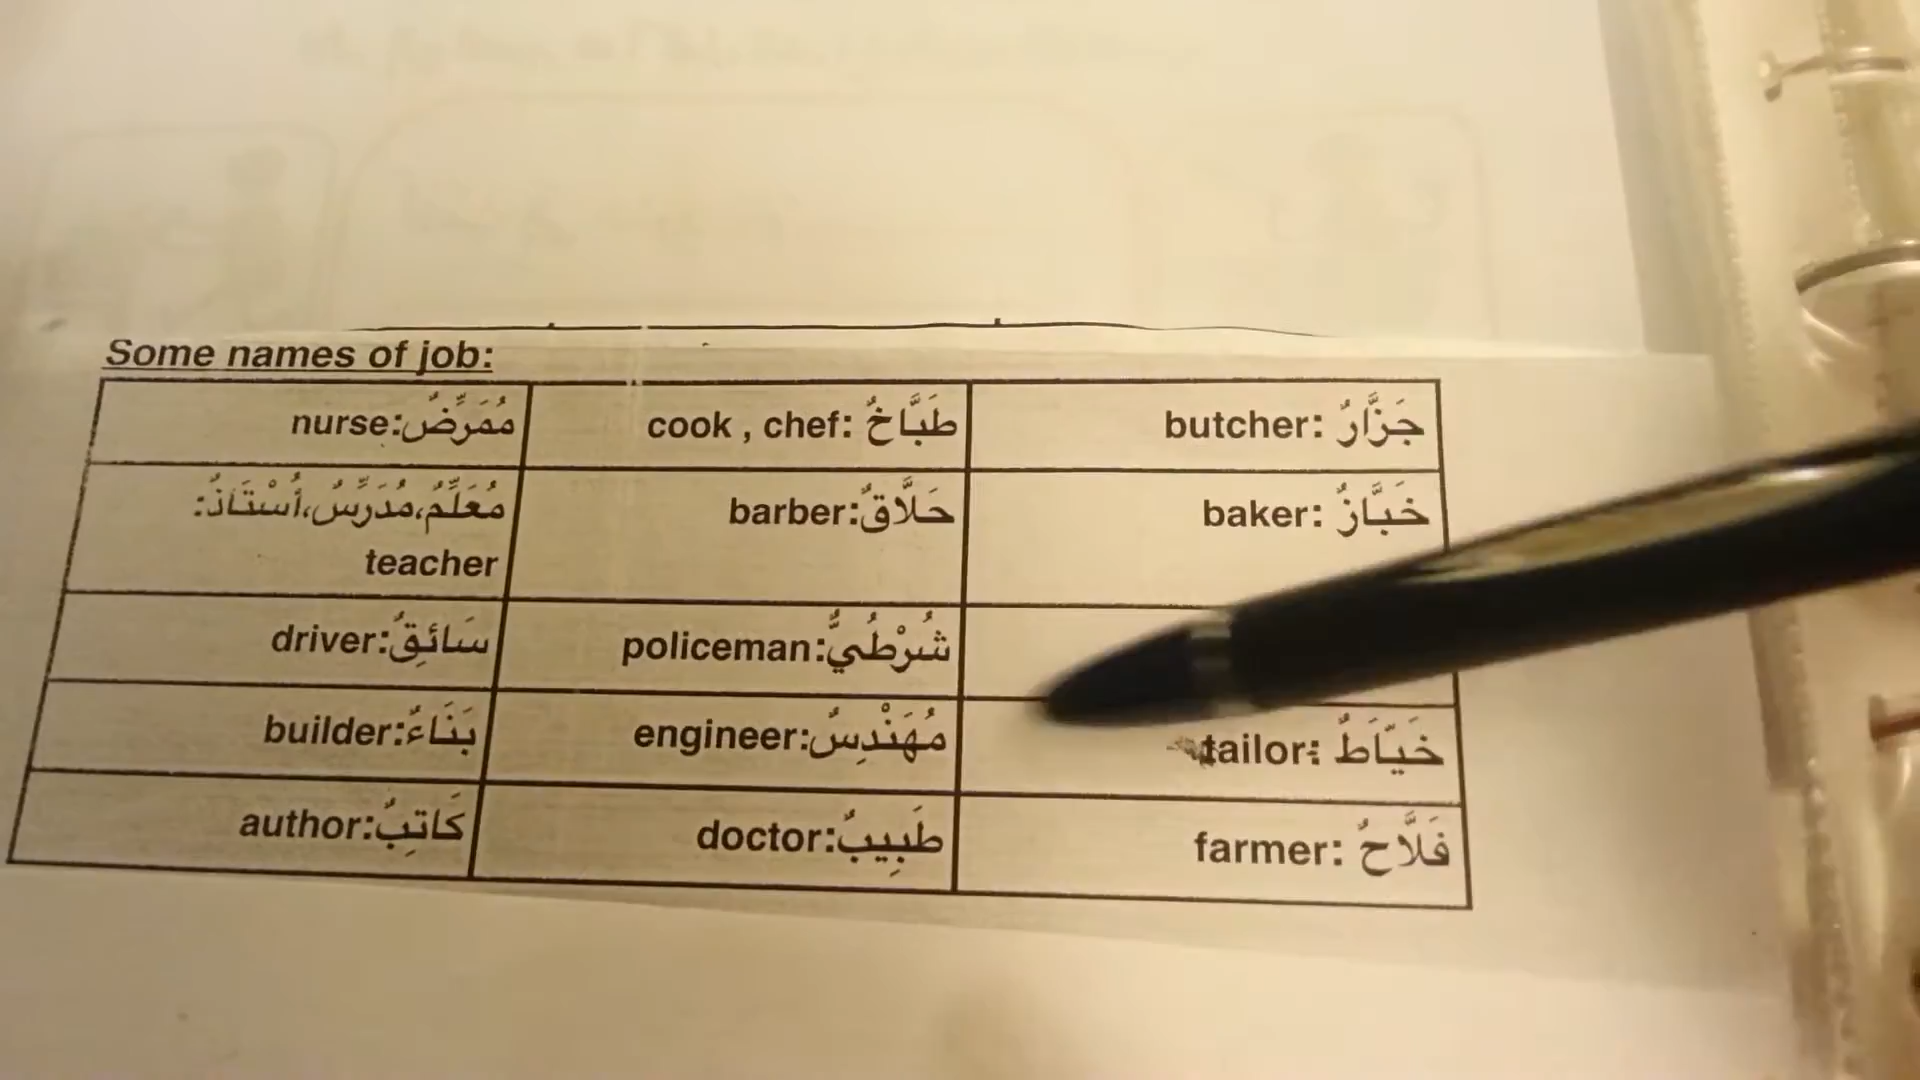 Some names of job:
nurse:مُمَرِّضٌ
cook , chef: طَبَّاخٌ
butcher: جَزَّارٌ
مُعَلِّمٌ،مُدَرِّسٌ،أُسْتَاذٌ:
teacher
barber:حَلَّاقٌ
baker: خَبَّازٌ
driver:سَائِقٌ
policeman:شُرْطُيٌّ
builder:بَنَاءٌ
engineer:مُهَنْدِسٌ
tailor: خَيَّاطٌ
author:كَاتِبٌ
doctor:طَبِيبٌ
farmer: فَلَّاحٌ